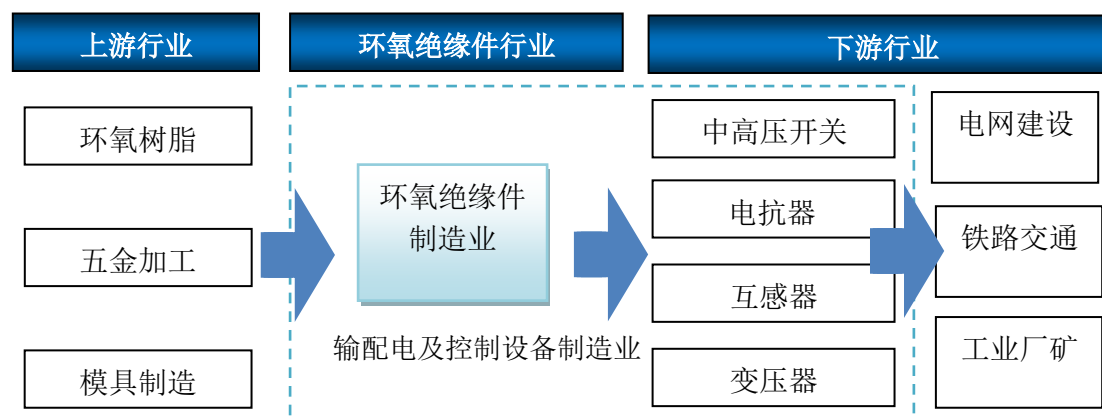 上游行业
环氧绝缘件行业
下游行业
环氧树脂
五金加工
模具制造
环氧绝缘件
制造业
输配电及控制设备制造业
中高压开关
电抗器
互感器
变压器
电网建设
铁路交通
工业厂矿